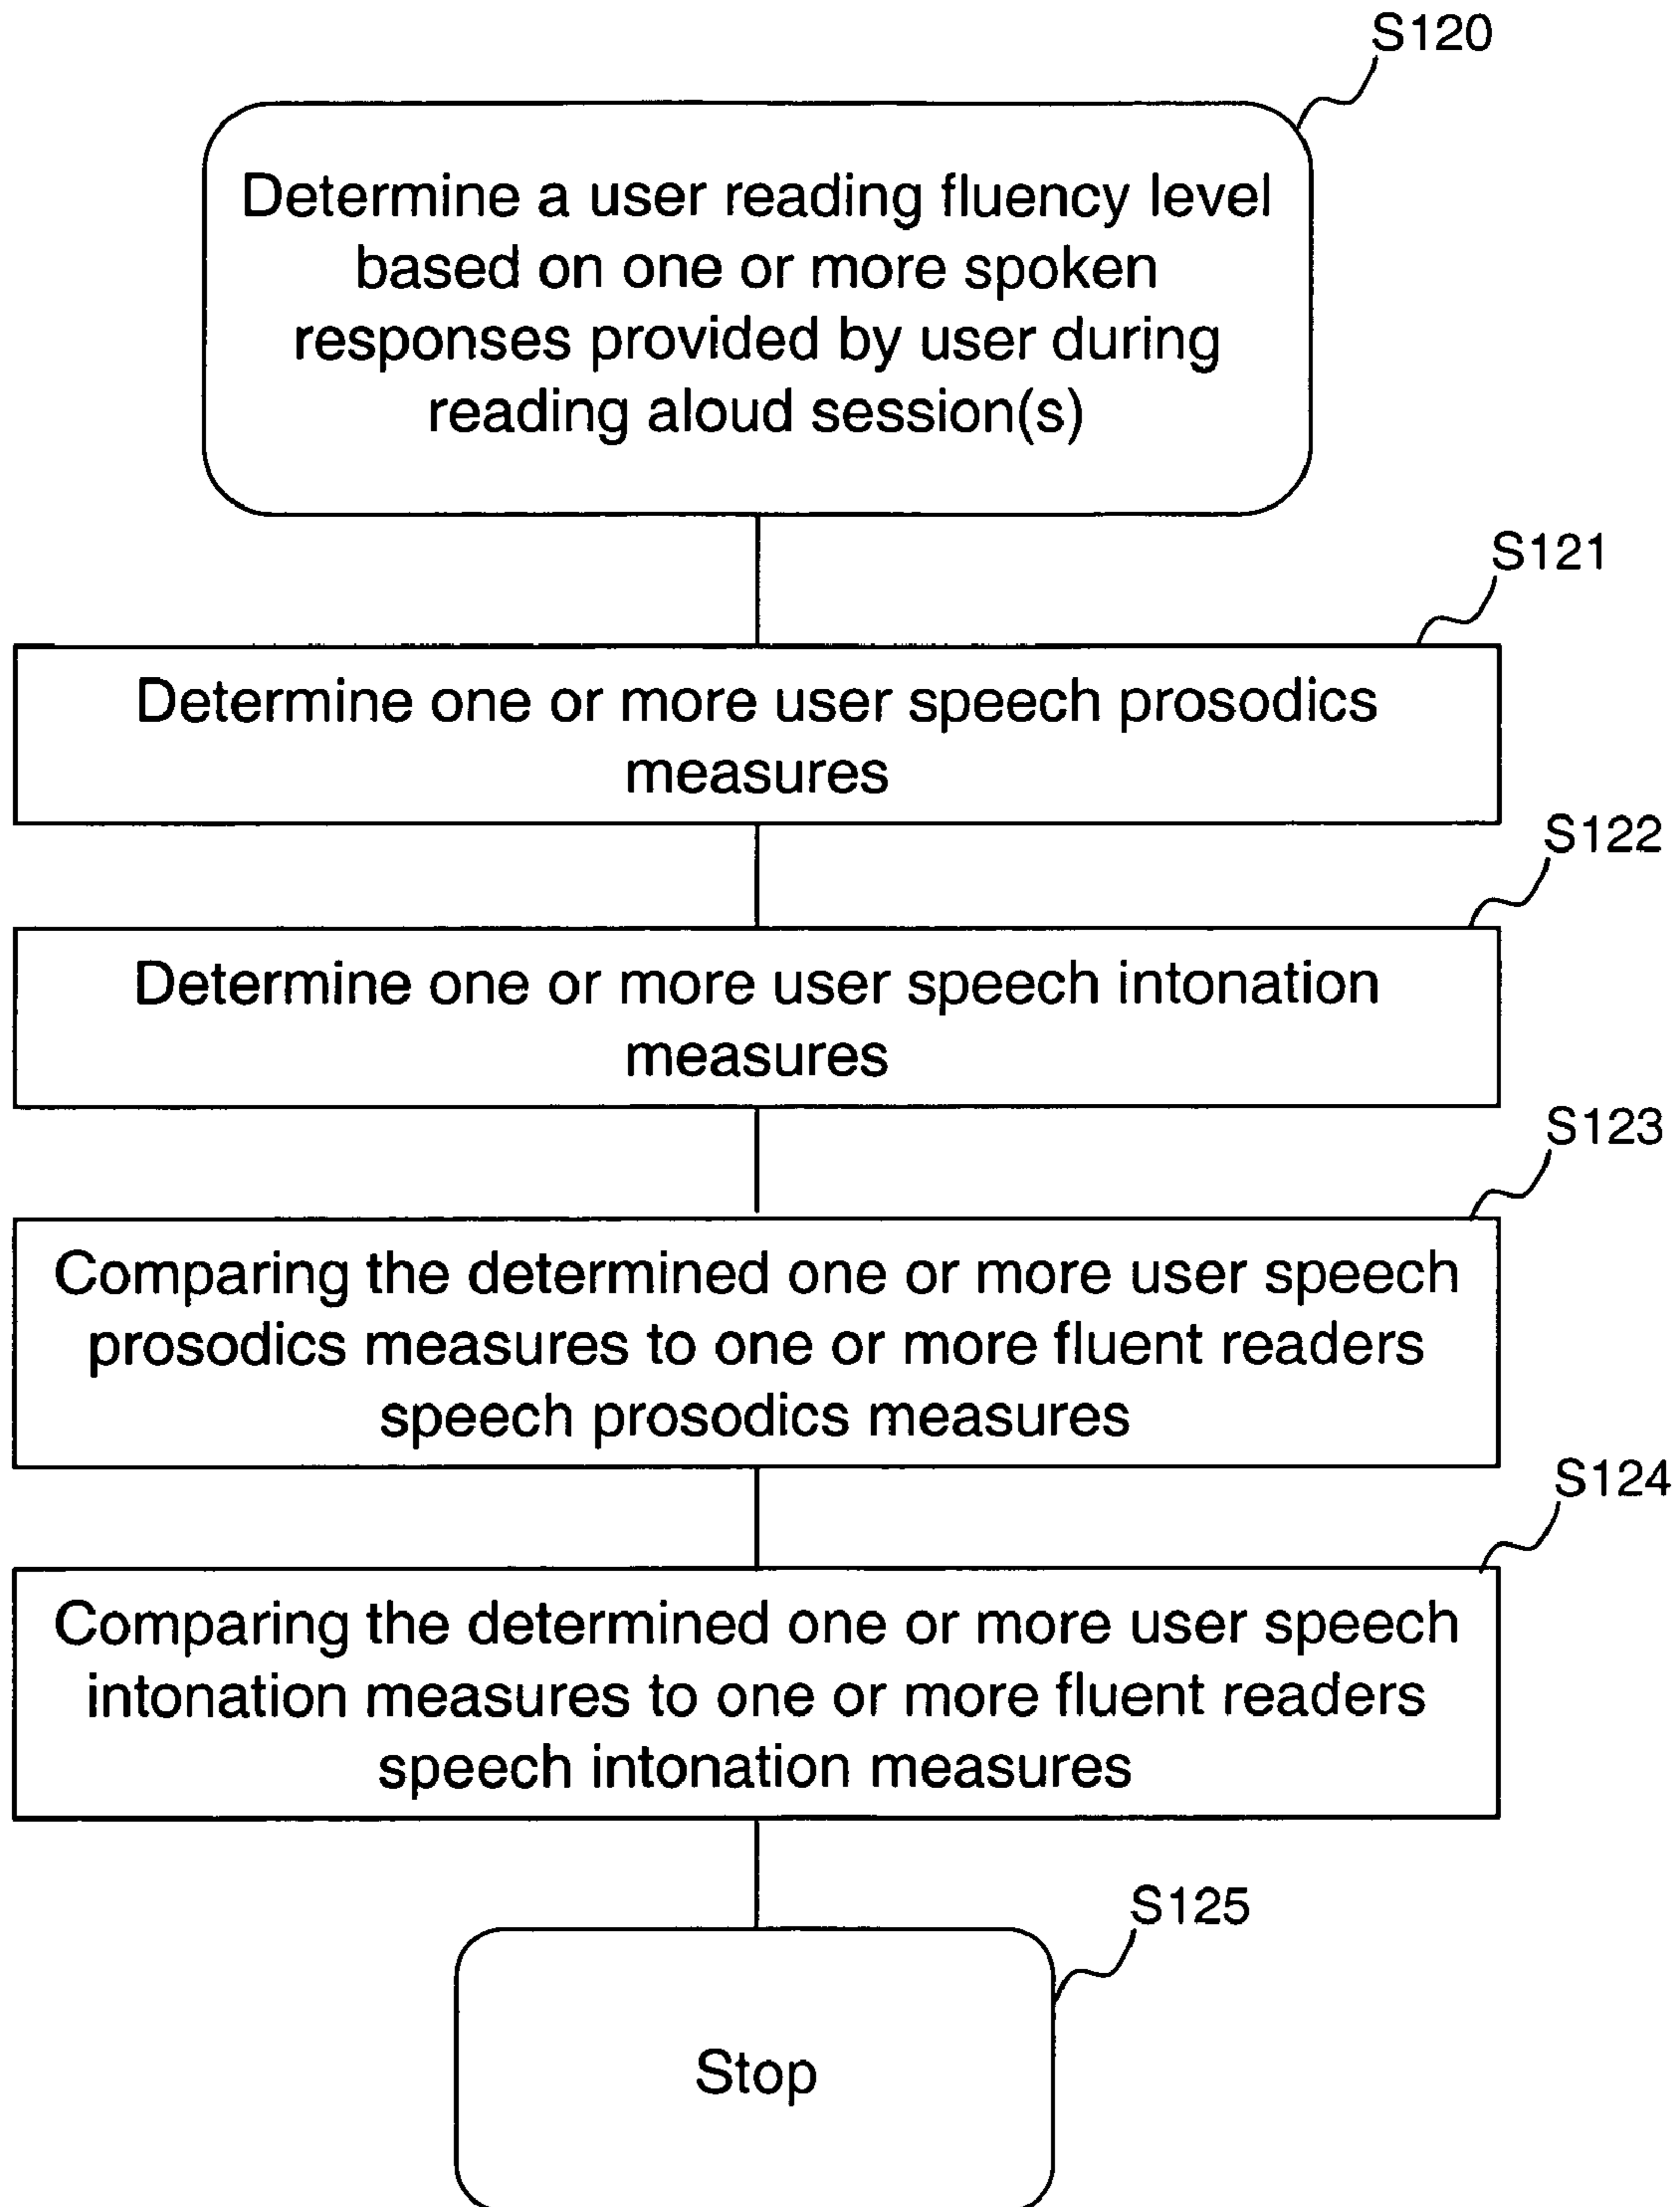 S120
Determine a user reading fluency level
based on one or more spoken
responses provided by user during
reading aloud session(s)
S121
Determine one or more user speech prosodics
measures
S122
Determine one or more user speech intonation
measures
S123
Comparing the determined one or more user speech
prosodics measures to one or more fluent readers
speech prosodics measures
S124
Comparing the determined one or more user speech
intonation measures to one or more fluent readers
speech intonation measures
S125
Stop